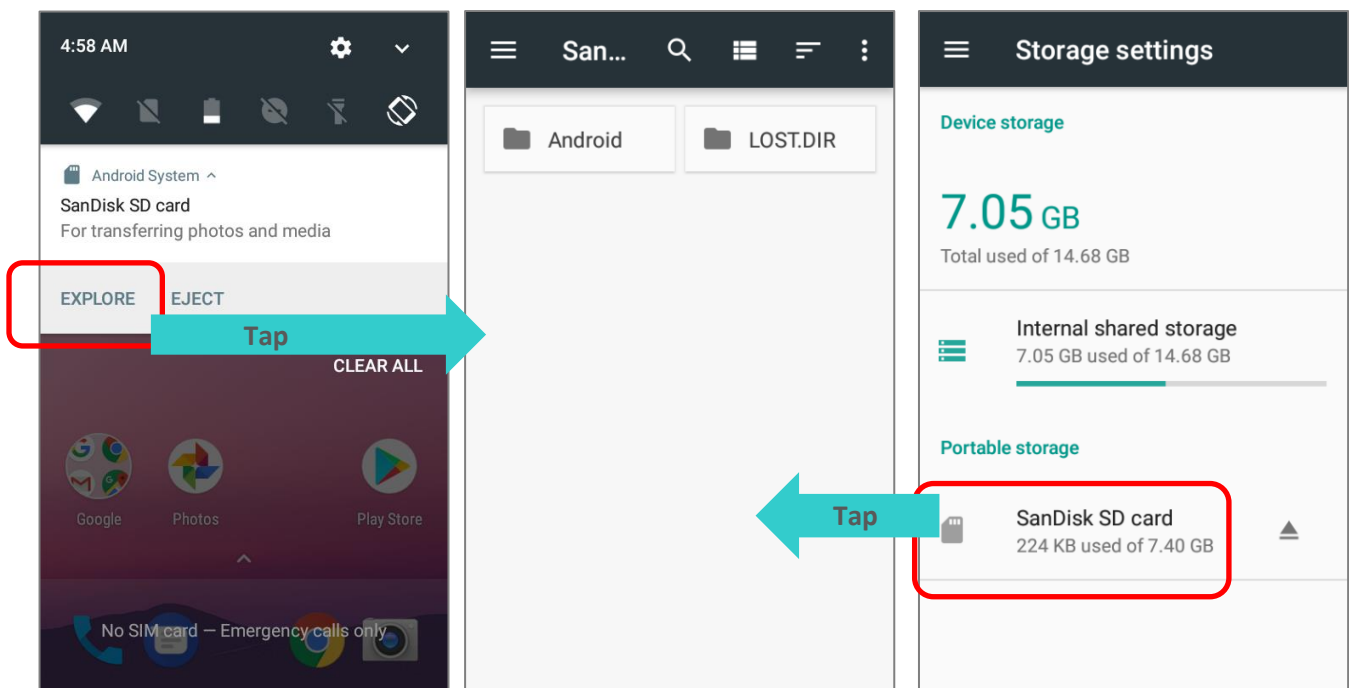 4:58 AM
Android System
SanDisk SD card
For transferring photos and media
EXPLORE EJECT
Tap
CLEAR ALL
Google Photos Play Store
No SIM card — Emergency calls only
San...
Android LOST.DIR
Storage settings
Device storage
7.05 GB
Total used of 14.68 GB
Internal shared storage
7.05 GB used of 14.68 GB
Portable storage
Tap
SanDisk SD card
224 KB used of 7.40 GB